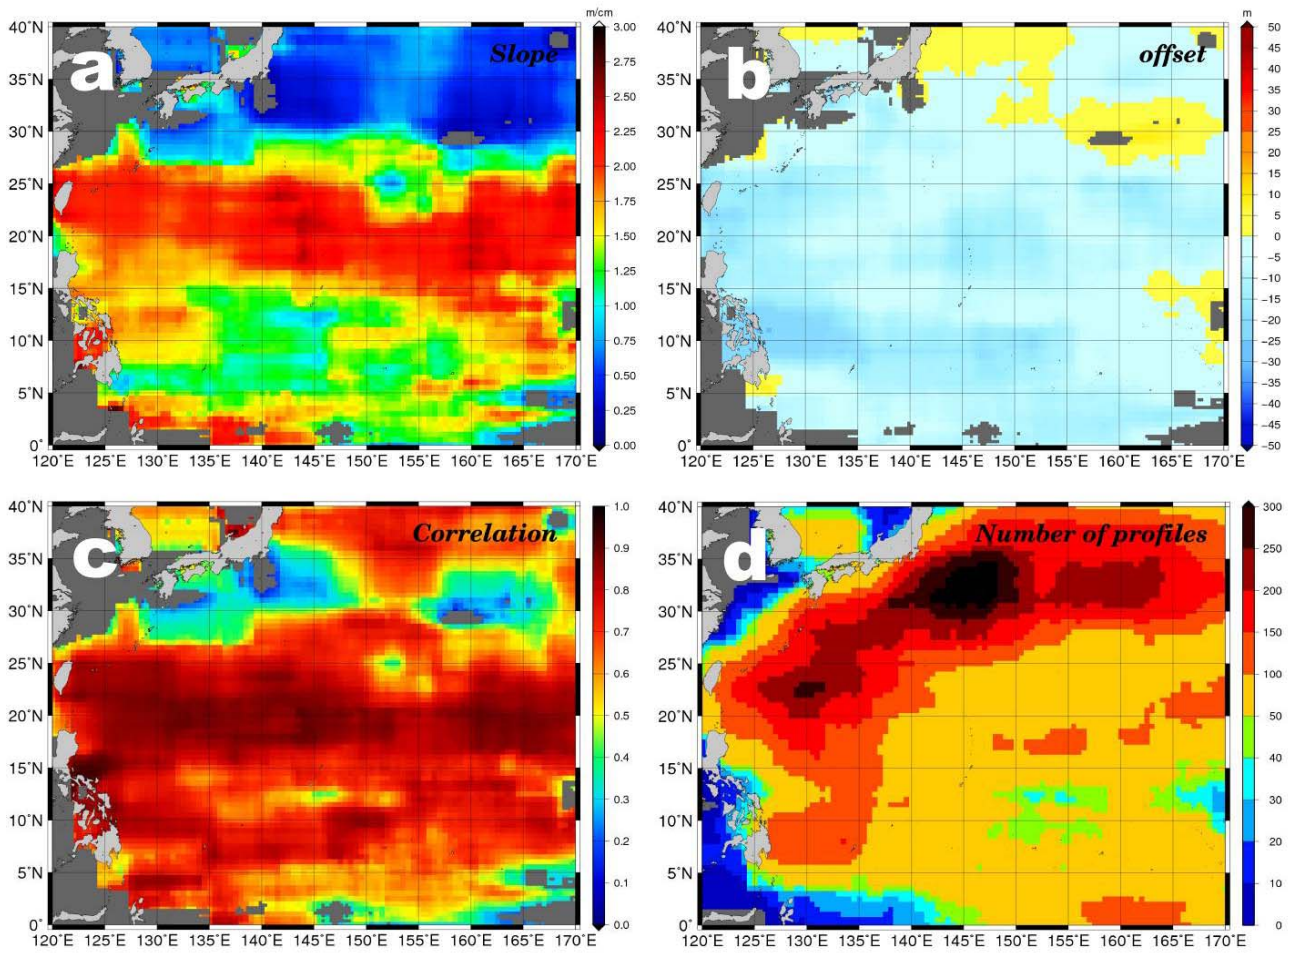 m/cm
40°N
35°N
30°N
25°N
20°N
15°N
10°N
5°N
0°
120°E 125°E 130°E 135°E 140°E 145°E 150°E 155°E 160°E 165°E 170°E
a
Slope
3.00
2.75
2.50
2.25
2.00
1.75
1.50
1.25
1.00
0.75
0.50
0.25
0.00
m
40°N
35°N
30°N
25°N
20°N
15°N
10°N
5°N
0°
120°E 125°E 130°E 135°E 140°E 145°E 150°E 155°E 160°E 165°E 170°E
b
offset
50
45
40
35
30
25
20
15
10
5
0
−5
−10
−15
−20
−25
−30
−35
−40
−45
−50
40°N
35°N
30°N
25°N
20°N
15°N
10°N
5°N
0°
120°E 125°E 130°E 135°E 140°E 145°E 150°E 155°E 160°E 165°E 170°E
c
Correlation
1.0
0.9
0.8
0.7
0.6
0.5
0.4
0.3
0.2
0.1
0.0
40°N
35°N
30°N
25°N
20°N
15°N
10°N
5°N
0°
120°E 125°E 130°E 135°E 140°E 145°E 150°E 155°E 160°E 165°E 170°E
d
Number of profiles
300
250
200
150
100
50
40
30
20
10
0